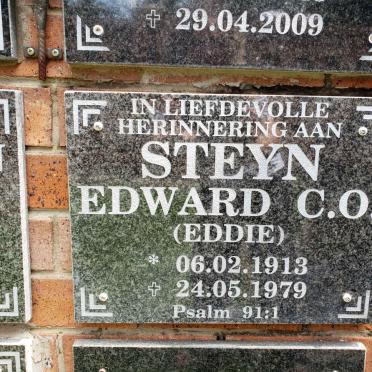 ✝ 29.04.2009
IN LIEFDEVOLLE
HERINNERING AAN
STEYN
EDWARD C.O.
(EDDIE)
* 06.02.1913
✝ 24.05.1979
Psalm 91:1